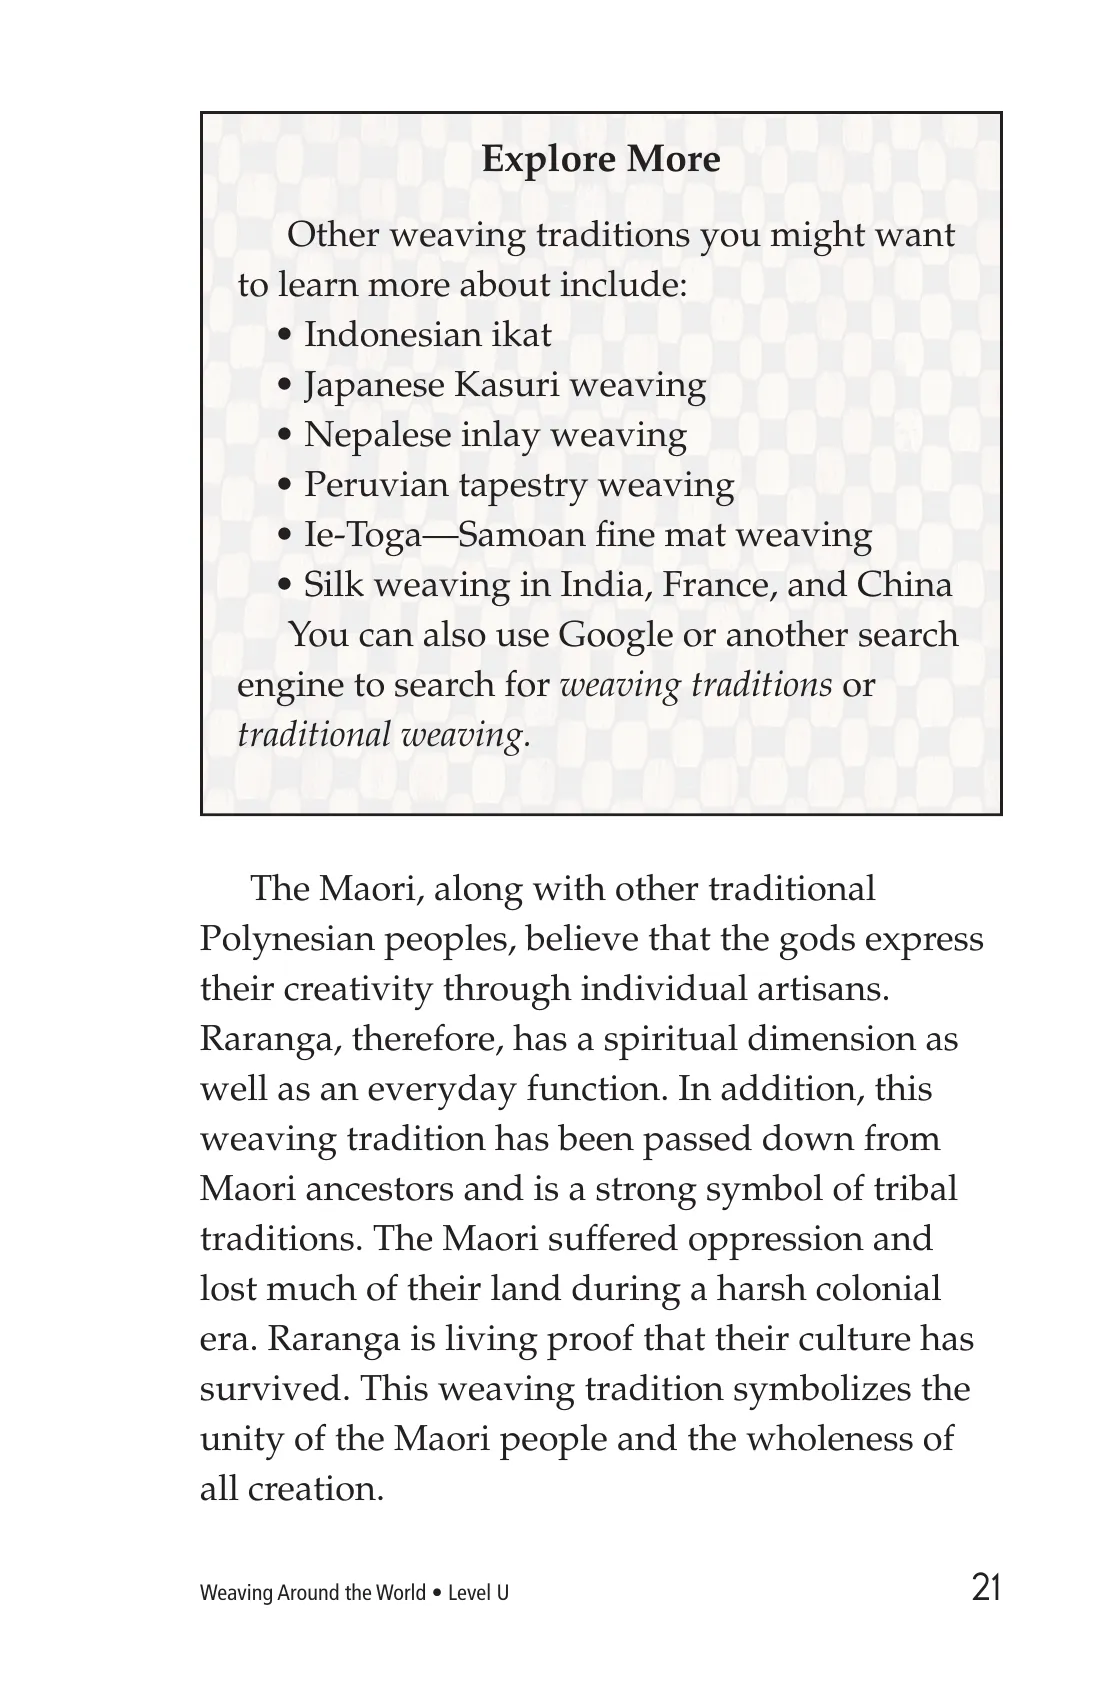 Explore More
Other weaving traditions you might want
to learn more about include:
• Indonesian ikat
• Japanese Kasuri weaving
• Nepalese inlay weaving
• Peruvian tapestry weaving
• Ie-Toga—Samoan fine mat weaving
• Silk weaving in India, France, and China
You can also use Google or another search
engine to search for weaving traditions or
traditional weaving.
The Maori, along with other traditional
Polynesian peoples, believe that the gods express
their creativity through individual artisans.
Raranga, therefore, has a spiritual dimension as
well as an everyday function. In addition, this
weaving tradition has been passed down from
Maori ancestors and is a strong symbol of tribal
traditions. The Maori suffered oppression and
lost much of their land during a harsh colonial
era. Raranga is living proof that their culture has
survived. This weaving tradition symbolizes the
unity of the Maori people and the wholeness of
all creation.
Weaving Around the World • Level U
21